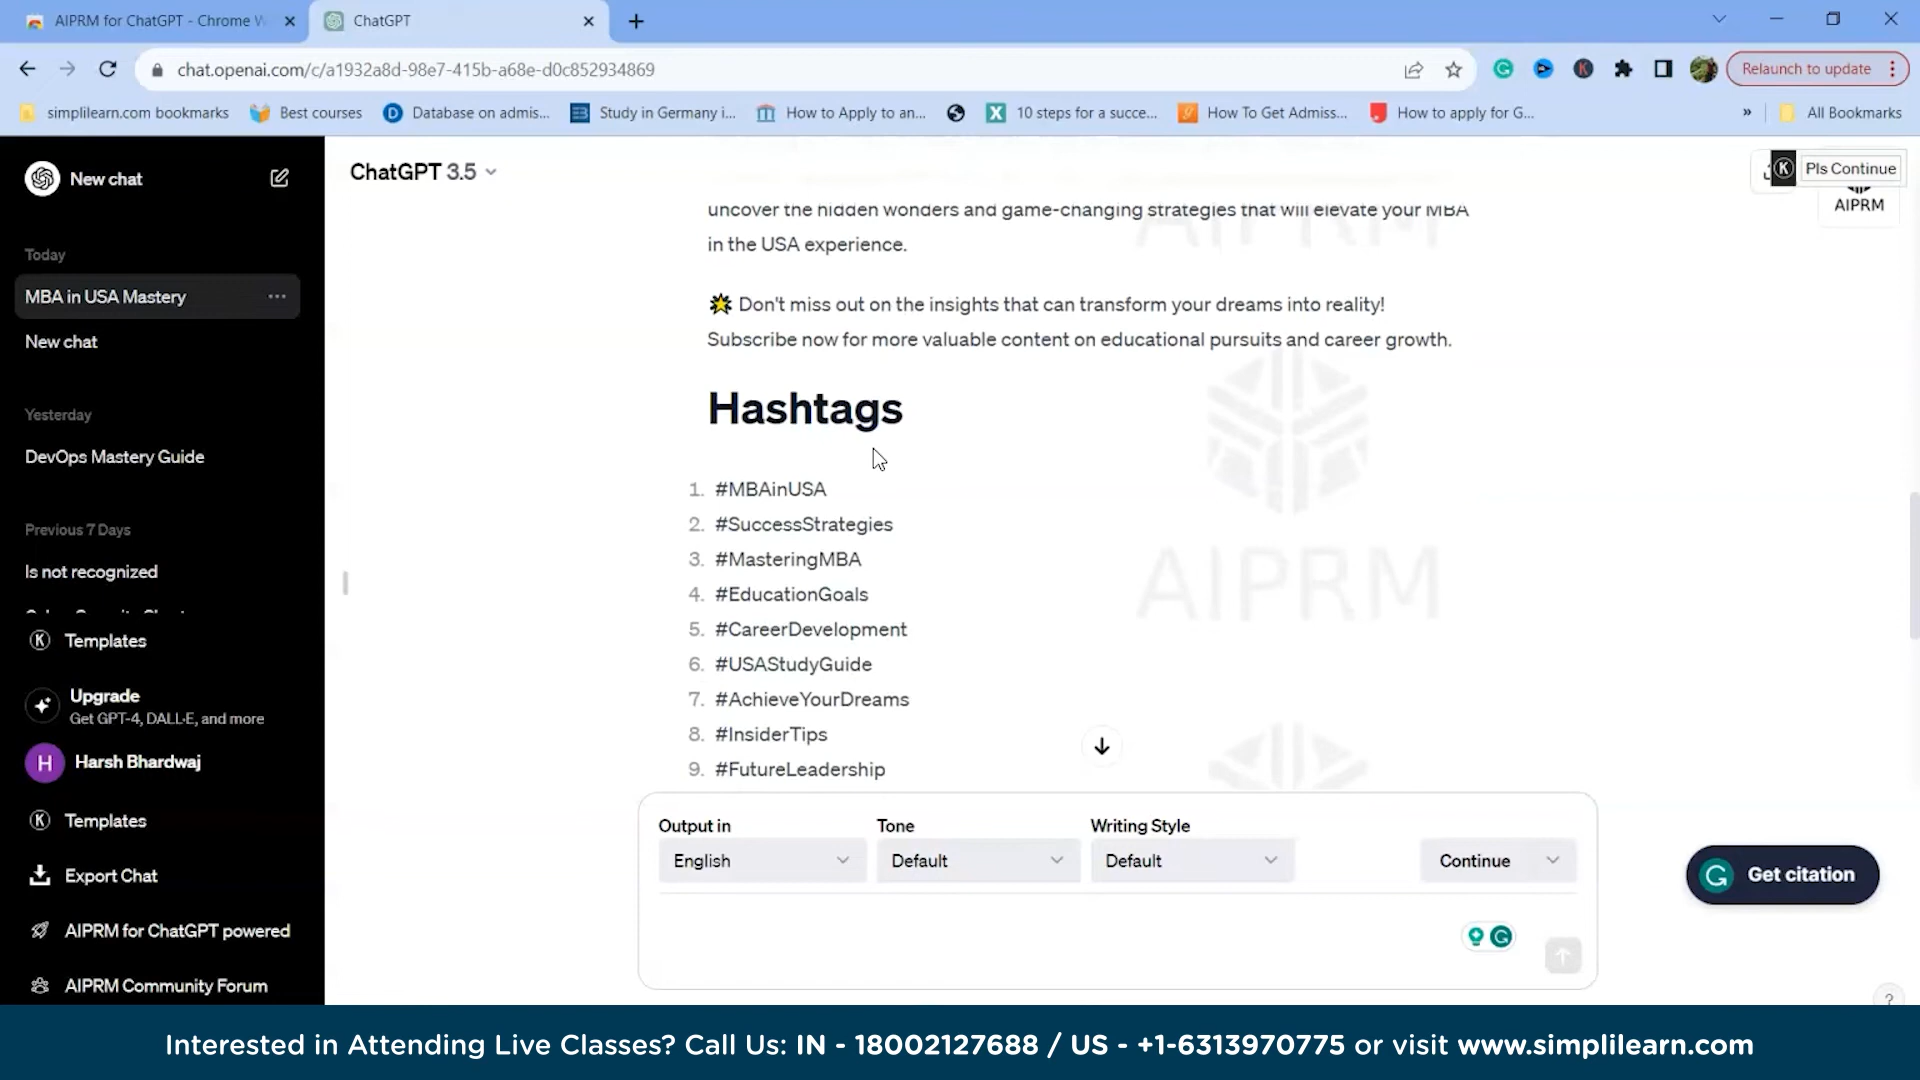 AIPRM for ChatGPT - Chrome W
ChatGPT
chat.openai.com/c/a1932a8d-98e7-415b-a68e-d0c852934869
Relaunch to update
simplilearn.com bookmarks
Best courses
Database on admis...
Study in Germany i...
How to Apply to an...
10 steps for a succe...
How To Get Admiss...
How to apply for G...
»
All Bookmarks
New chat
Today
MBA in USA Mastery
New chat
Yesterday
DevOps Mastery Guide
Previous 7 Days
Is not recognized
Templates
Upgrade
Get GPT-4, DALL·E, and more
H
Harsh Bhardwaj
Templates
Export Chat
AIPRM for ChatGPT powered
AIPRM Community Forum
ChatGPT 3.5
K
Pls Continue
AIPRM
uncover the hidden wonders and game-changing strategies that will elevate your MBA
in the USA experience.
🌟 Don't miss out on the insights that can transform your dreams into reality!
Subscribe now for more valuable content on educational pursuits and career growth.
Hashtags
1. #MBAinUSA
2. #SuccessStrategies
3. #MasteringMBA
4. #EducationGoals
5. #CareerDevelopment
6. #USAStudyGuide
7. #AchieveYourDreams
8. #InsiderTips
9. #FutureLeadership
AIPRM
AIPRM
Output in
Tone
Writing Style
English
Default
Default
Continue
Get citation
?
Interested in Attending Live Classes? Call Us: IN - 18002127688 / US - +1-6313970775 or visit www.simplilearn.com